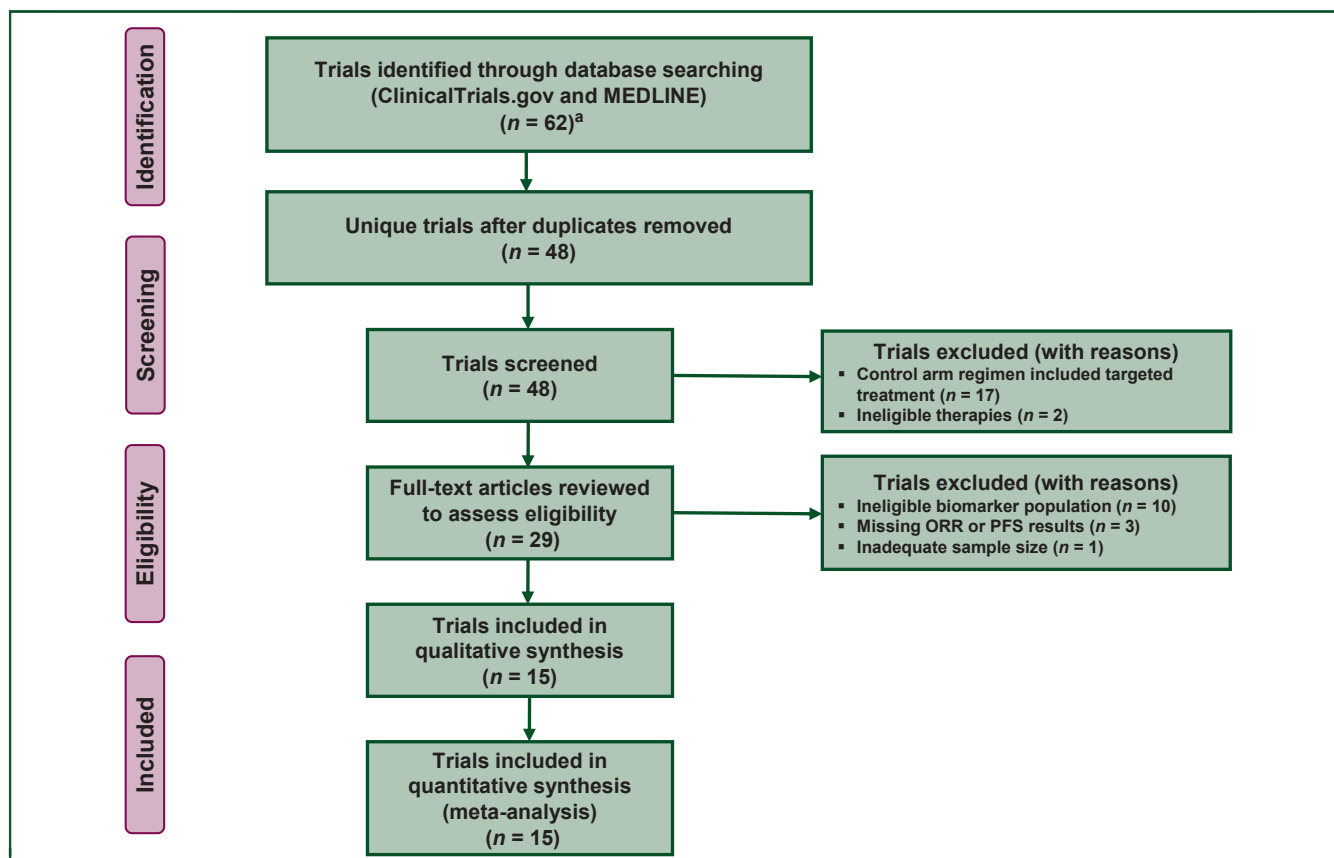 Identification
Trials identified through database searching
(ClinicalTrials.gov and MEDLINE)
(n = 62)a
Unique trials after duplicates removed
(n = 48)
Screening
Trials screened
(n = 48)
Trials excluded (with reasons)
▪ Control arm regimen included targeted
treatment (n = 17)
▪ Ineligible therapies (n = 2)
Eligibility
Full-text articles reviewed
to assess eligibility
(n = 29)
Trials excluded (with reasons)
▪ Ineligible biomarker population (n = 10)
▪ Missing ORR or PFS results (n = 3)
▪ Inadequate sample size (n = 1)
Trials included in
qualitative synthesis
(n = 15)
Included
Trials included in
quantitative synthesis
(meta-analysis)
(n = 15)